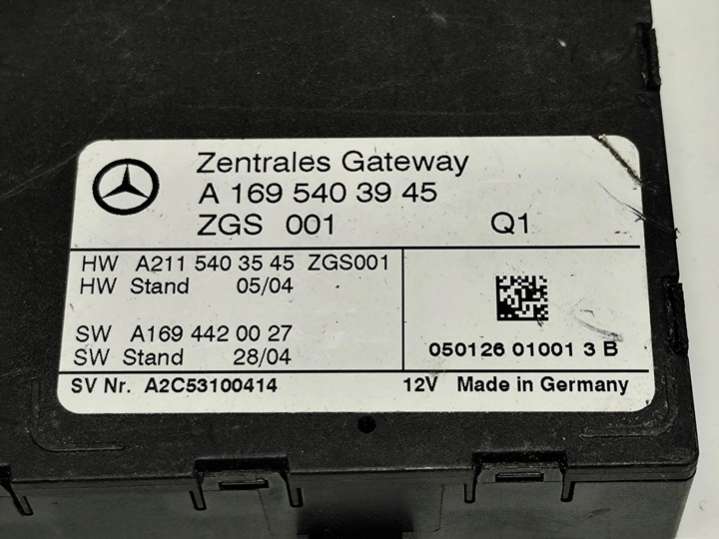 Zentrales Gateway
A 169 540 39 45
ZGS 001 Q1
HW A211 540 35 45 ZGS001
HW Stand 05/04
SW A169 442 00 27
SW Stand 28/04
050126 01001 3 B
SV Nr. A2C53100414 12V Made in Germany